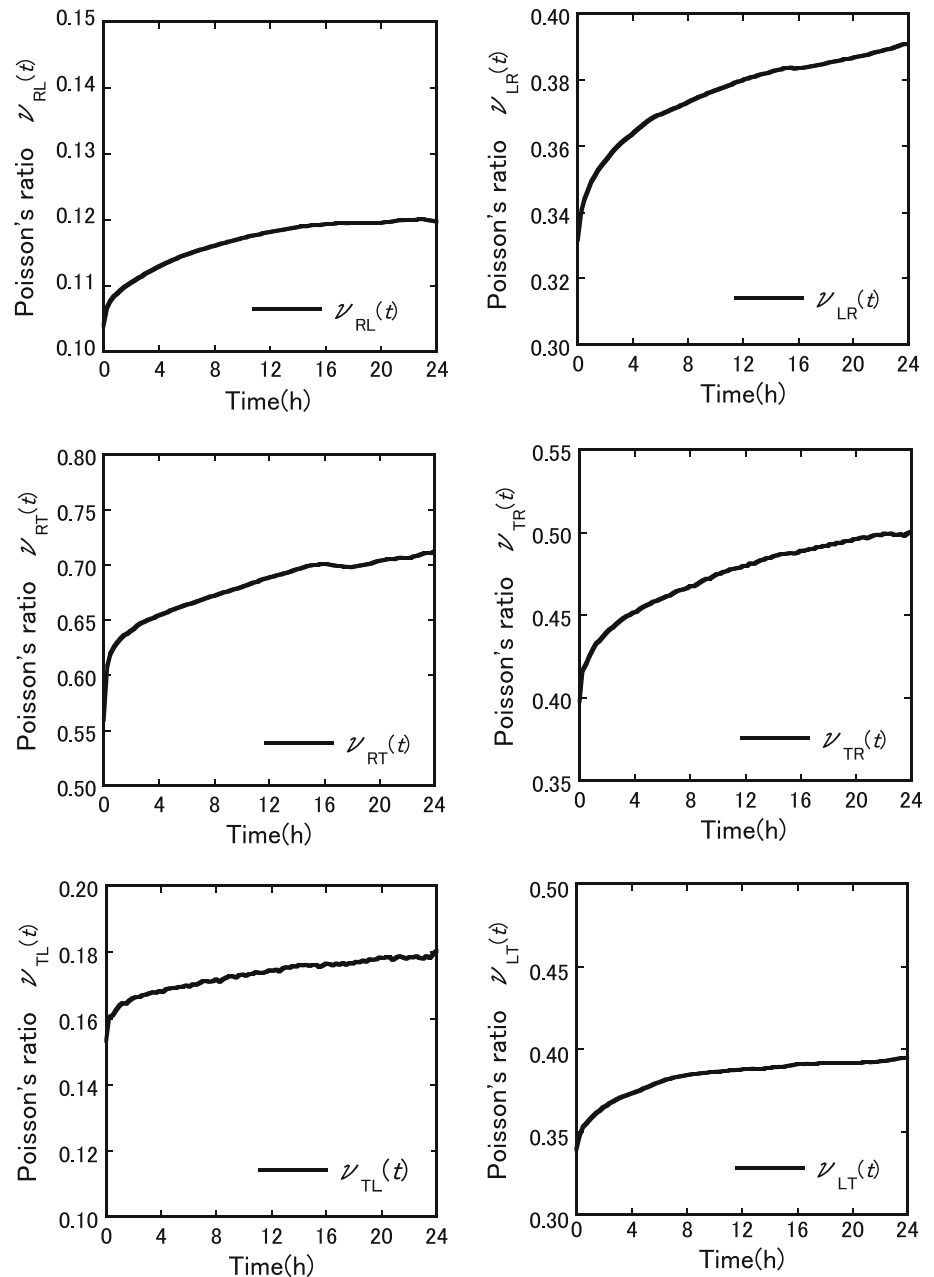 Poisson's ratio ν_RL(t)
0.15
0.14
0.13
0.12
0.11
0.10
0 4 8 12 16 20 24
Time(h)
ν_RL(t)
Poisson's ratio ν_LR(t)
0.40
0.38
0.36
0.34
0.32
0.30
0 4 8 12 16 20 24
Time(h)
ν_LR(t)
Poisson's ratio ν_RT(t)
0.80
0.75
0.70
0.65
0.60
0.55
0.50
0 4 8 12 16 20 24
Time(h)
ν_RT(t)
Poisson's ratio ν_TR(t)
0.55
0.50
0.45
0.40
0.35
0 4 8 12 16 20 24
Time(h)
ν_TR(t)
Poisson's ratio ν_TL(t)
0.20
0.18
0.16
0.14
0.12
0.10
0 4 8 12 16 20 24
Time(h)
ν_TL(t)
Poisson's ratio ν_LT(t)
0.50
0.45
0.40
0.35
0.30
0 4 8 12 16 20 24
Time(h)
ν_LT(t)